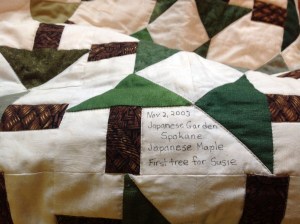 Nov 2, 2003
Japanese Garden
Spokane
Japanese Maple
First tree for Susie